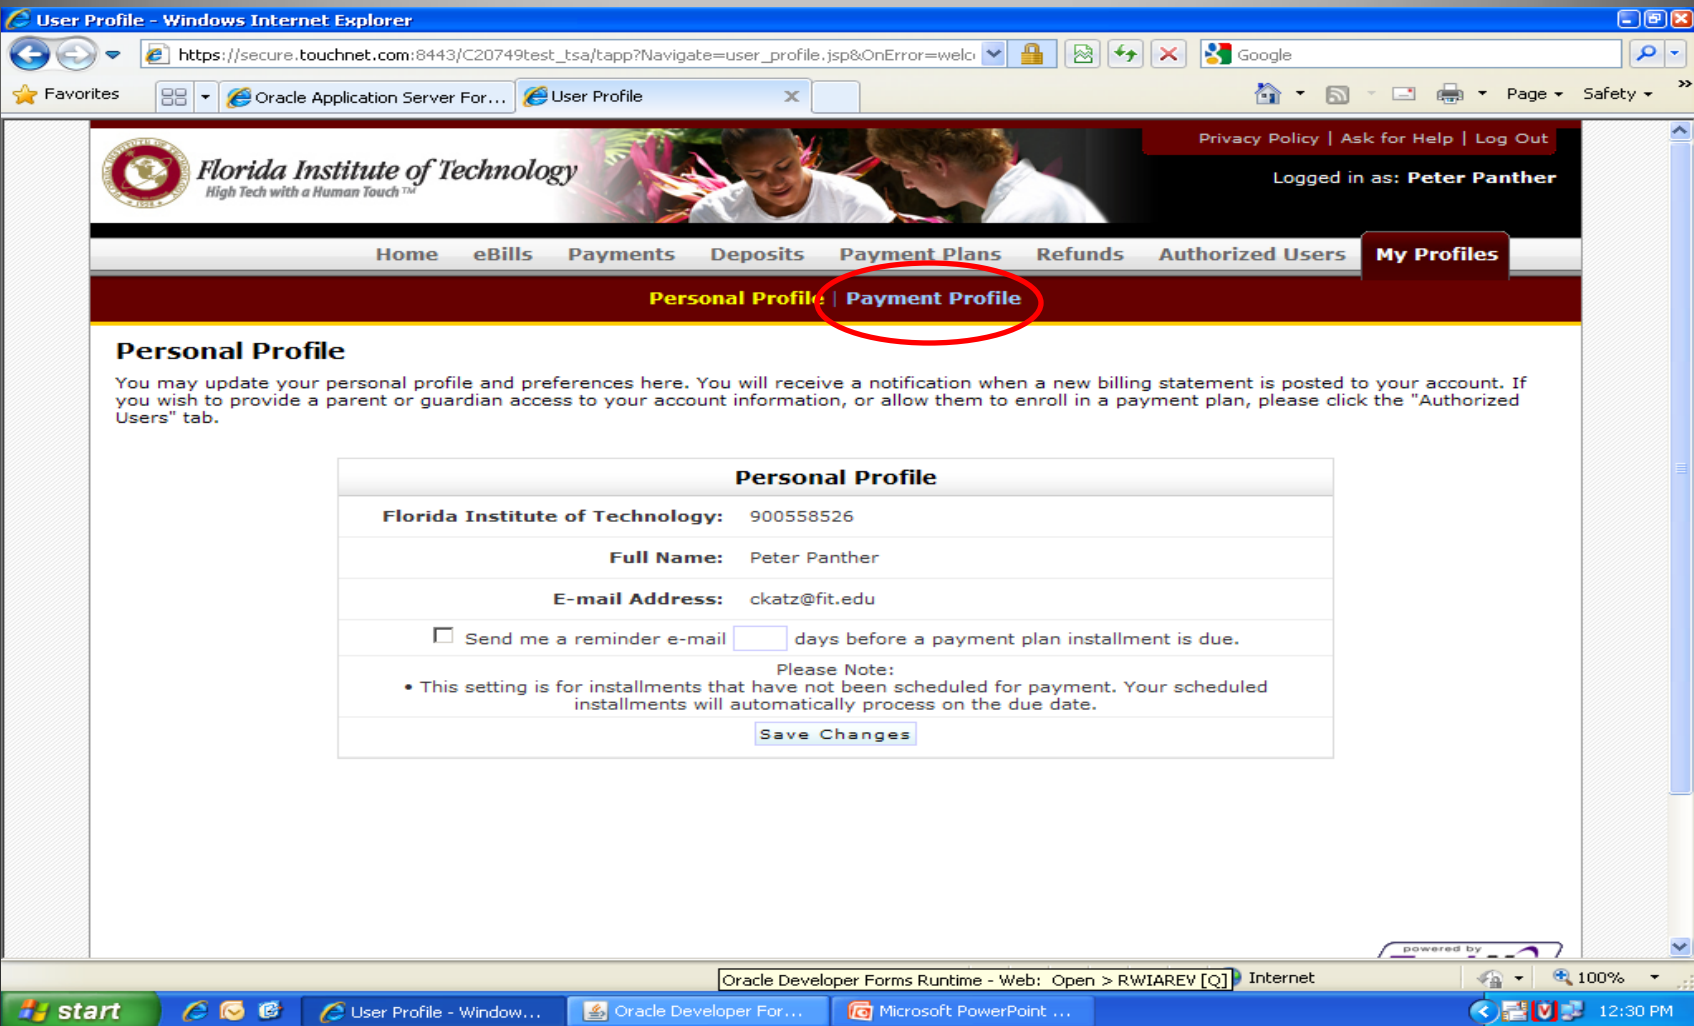 User Profile - Windows Internet Explorer
https://secure.touchnet.com:8443/C20749test_tsa/tapp?Navigate=user_profile.jsp&OnError=welc
Google
Favorites
Oracle Application Server For...
User Profile
Page
Safety
Privacy Policy | Ask for Help | Log Out
Florida Institute of Technology
High Tech with a Human Touch™
Logged in as: Peter Panther
Home eBills Payments Deposits Payment Plans Refunds Authorized Users My Profiles
Personal Profile | Payment Profile
Personal Profile
You may update your personal profile and preferences here. You will receive a notification when a new billing statement is posted to your account. If
you wish to provide a parent or guardian access to your account information, or allow them to enroll in a payment plan, please click the "Authorized
Users" tab.
Personal Profile
Florida Institute of Technology: 900558526
Full Name: Peter Panther
E-mail Address: ckatz@fit.edu
Send me a reminder e-mail days before a payment plan installment is due.
Please Note:
• This setting is for installments that have not been scheduled for payment. Your scheduled
installments will automatically process on the due date.
Save Changes
powered by
Oracle Developer Forms Runtime - Web: Open > RWIAREV [Q]
Internet
100%
start
User Profile - Window...
Oracle Developer For...
Microsoft PowerPoint ...
12:30 PM